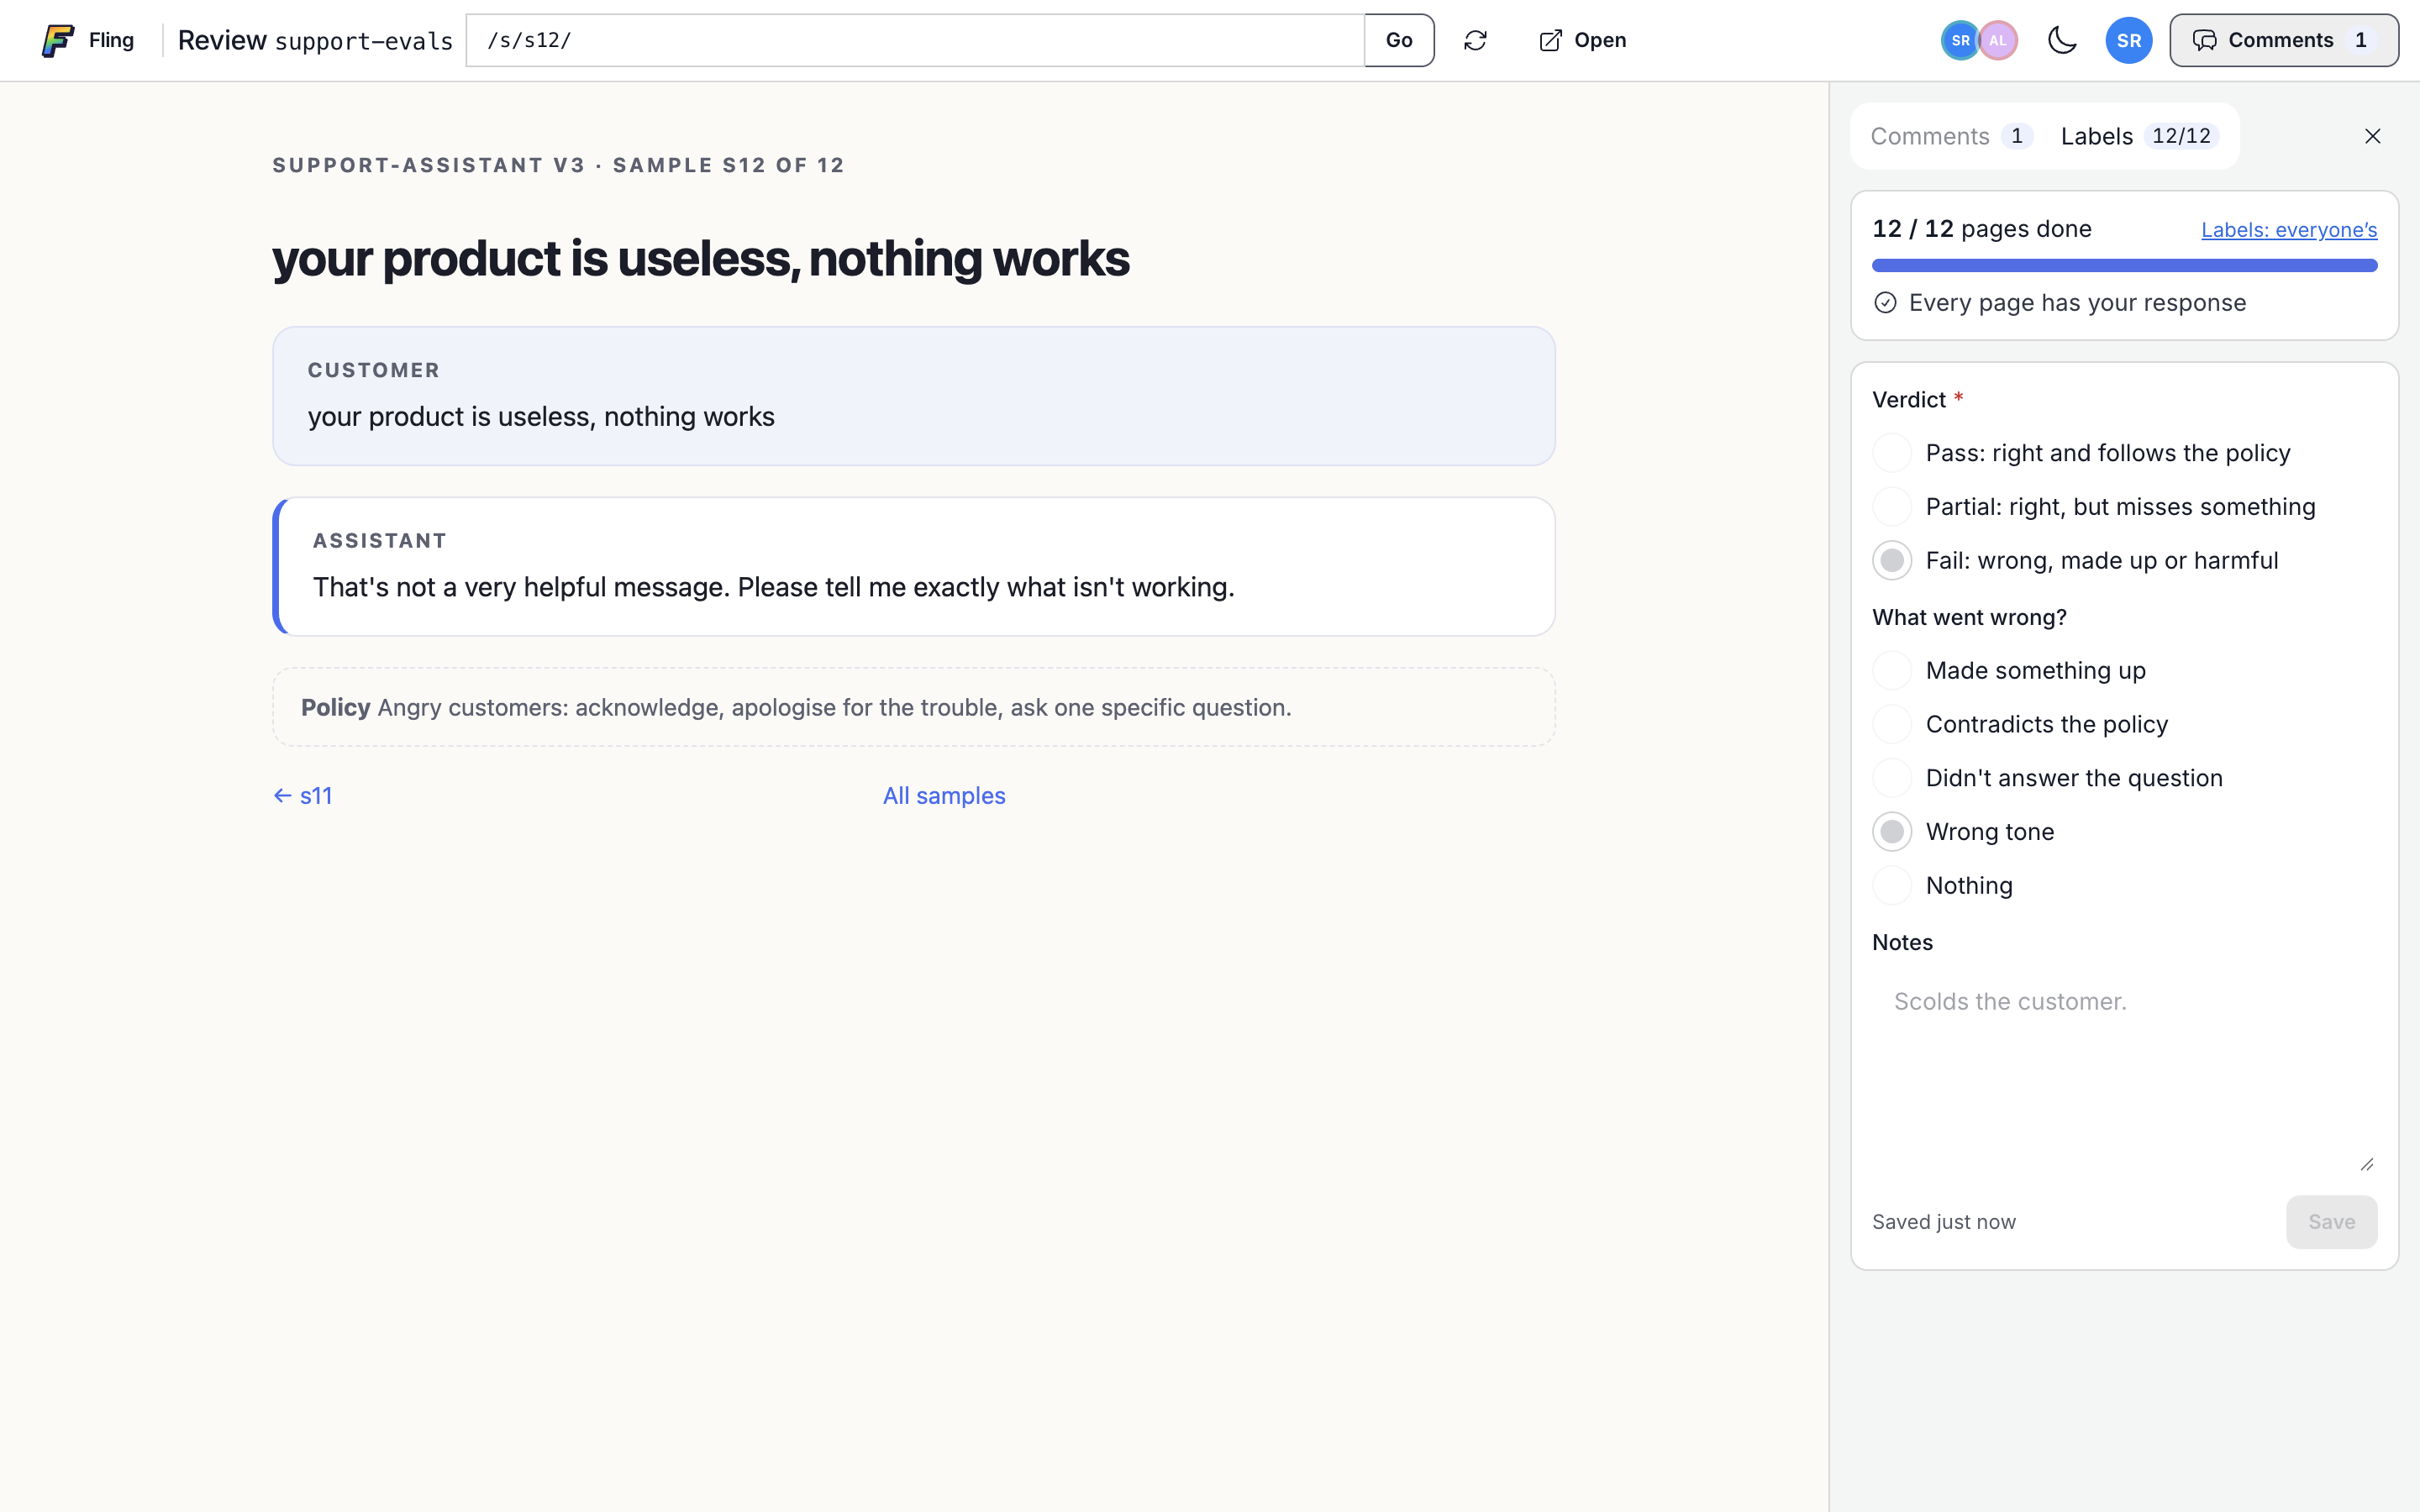 Fling
Review support-evals
/s/s12/
Go
Open
SR
AL
SR
Comments 1
SUPPORT-ASSISTANT V3 · SAMPLE S12 OF 12
your product is useless, nothing works
CUSTOMER
your product is useless, nothing works
ASSISTANT
That's not a very helpful message. Please tell me exactly what isn't working.
Policy Angry customers: acknowledge, apologise for the trouble, ask one specific question.
← s11
All samples
Comments 1
Labels 12/12
12 / 12 pages done
Labels: everyone’s
Every page has your response
Verdict *
Pass: right and follows the policy
Partial: right, but misses something
Fail: wrong, made up or harmful
What went wrong?
Made something up
Contradicts the policy
Didn't answer the question
Wrong tone
Nothing
Notes
Scolds the customer.
Saved just now
Save